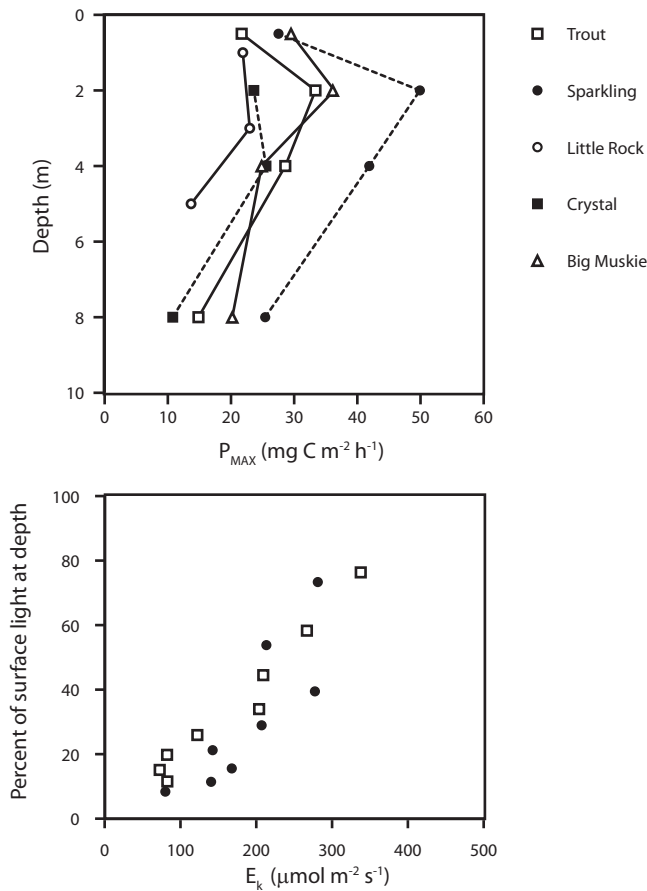 0
2
4
6
8
10
Depth (m)
0 10 20 30 40 50 60
P_MAX (mg C m⁻² h⁻¹)
Trout
Sparkling
Little Rock
Crystal
Big Muskie
100
80
60
40
20
0
Percent of surface light at depth
0 100 200 300 400 500
E_k (μmol m⁻² s⁻¹)